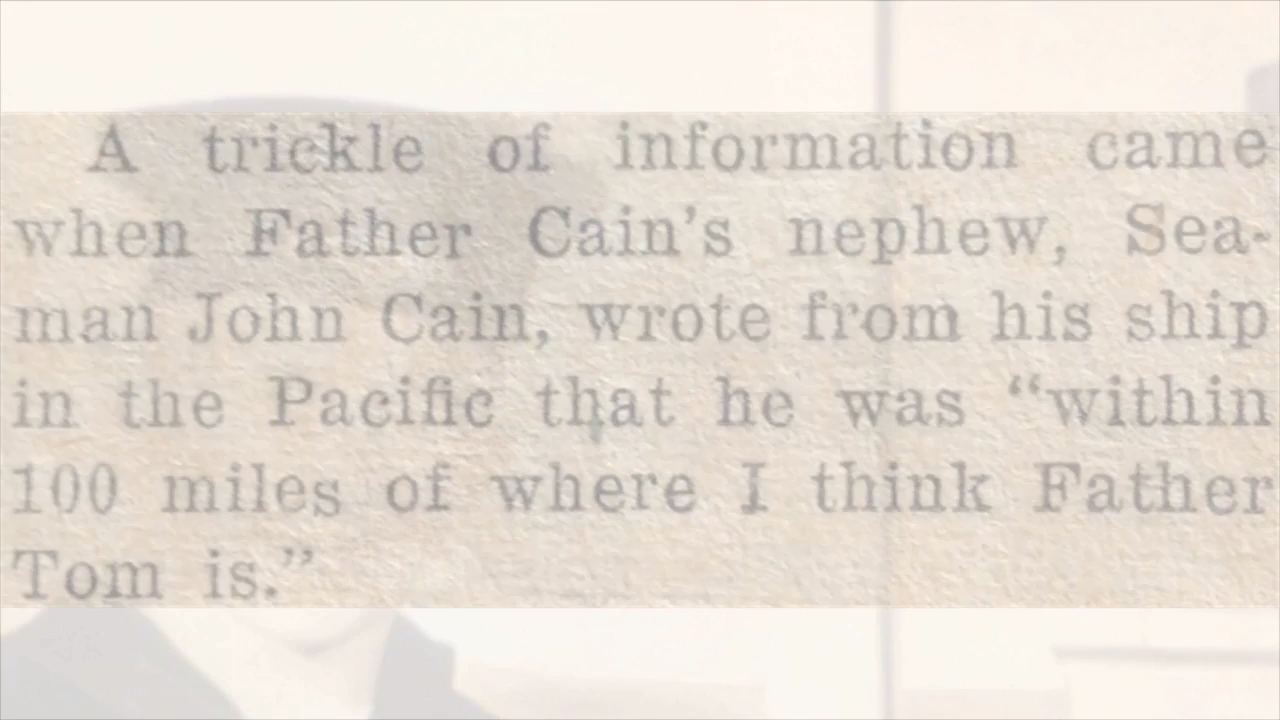 A trickle of information came
when Father Cain's nephew, Sea-
man John Cain, wrote from his ship
in the Pacific that he was “within
100 miles of where I think Father
Tom is.”